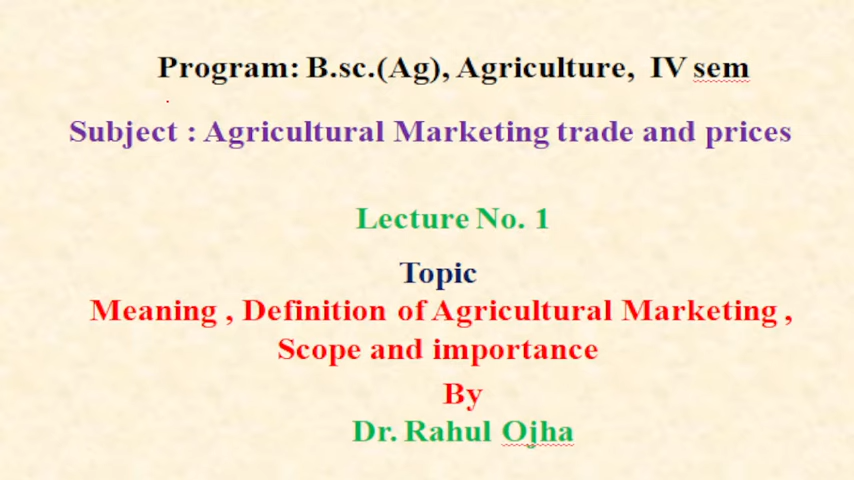 Program: B.sc.(Ag), Agriculture, IV sem
Subject : Agricultural Marketing trade and prices
Lecture No. 1
Topic
Meaning , Definition of Agricultural Marketing ,
Scope and importance
By
Dr. Rahul Ojha